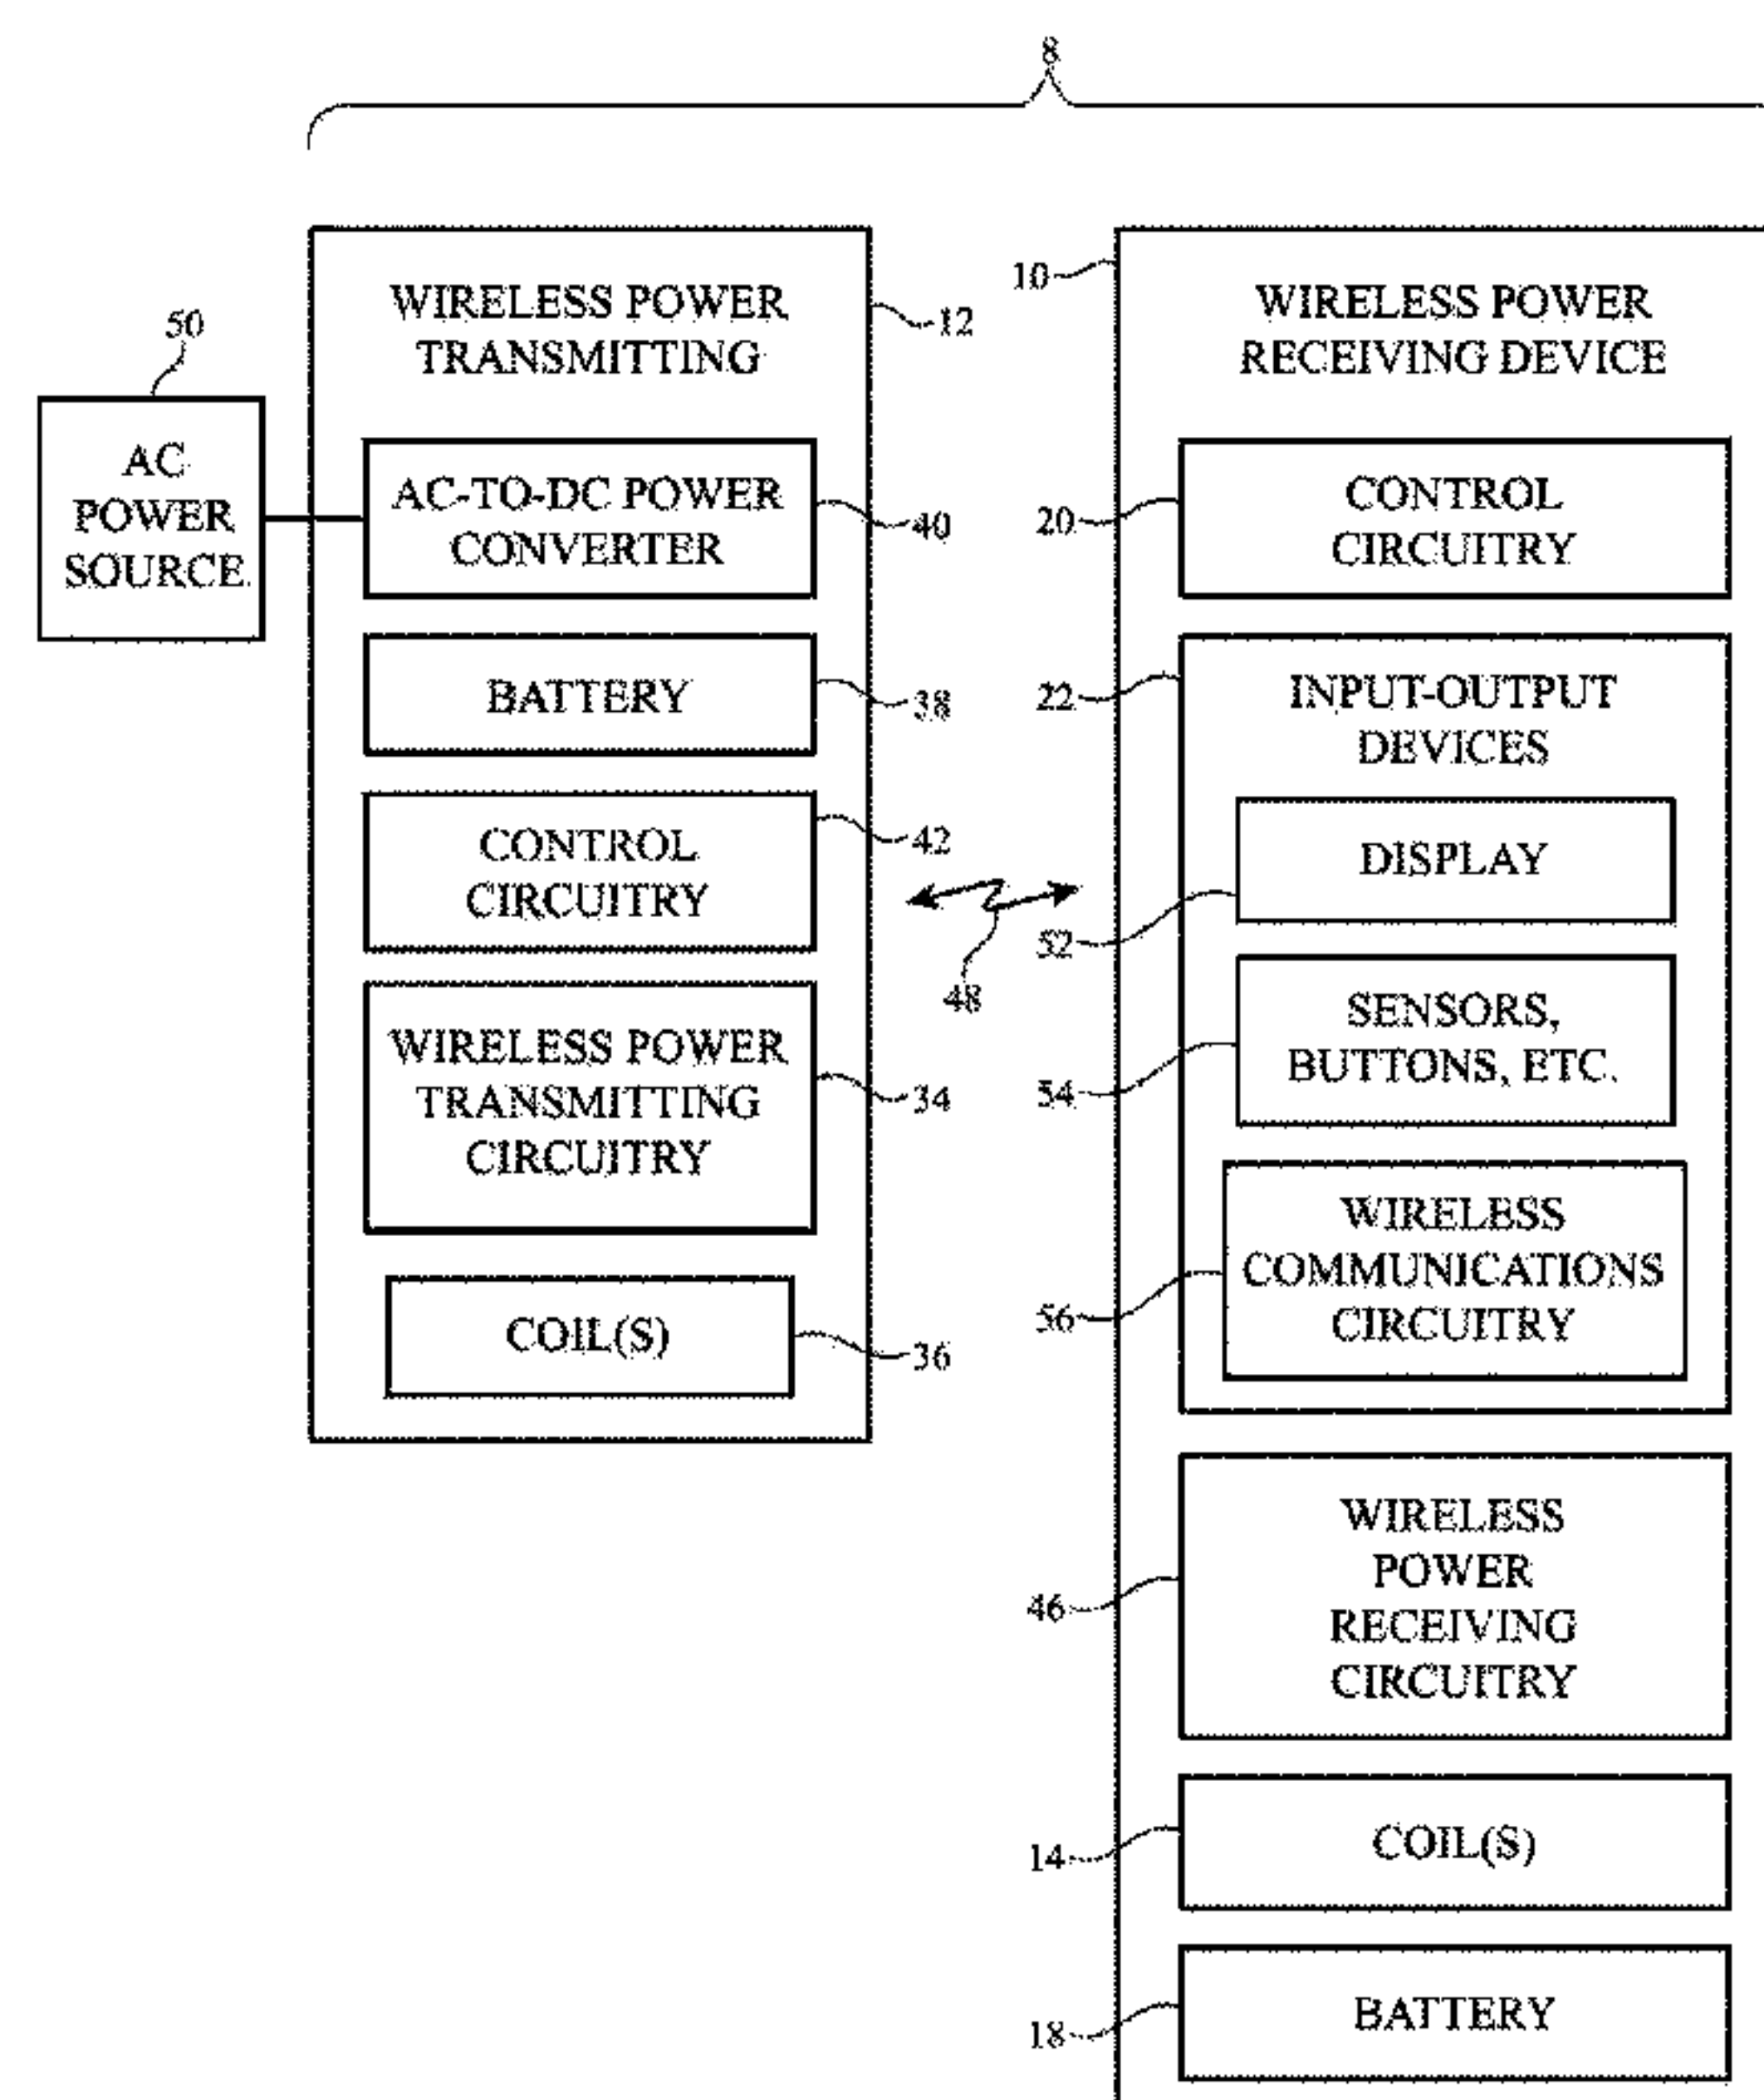 8
50
AC
POWER
SOURCE
WIRELESS POWER
TRANSMITTING
12
AC-TO-DC POWER
CONVERTER
40
BATTERY
38
CONTROL
CIRCUITRY
42
WIRELESS POWER
TRANSMITTING
CIRCUITRY
34
COIL(S)
36
48
10
WIRELESS POWER
RECEIVING DEVICE
20
CONTROL
CIRCUITRY
22
INPUT-OUTPUT
DEVICES
DISPLAY
52
SENSORS,
BUTTONS, ETC.
54
WIRELESS
COMMUNICATIONS
CIRCUITRY
56
WIRELESS
POWER
RECEIVING
CIRCUITRY
46
COIL(S)
14
BATTERY
18